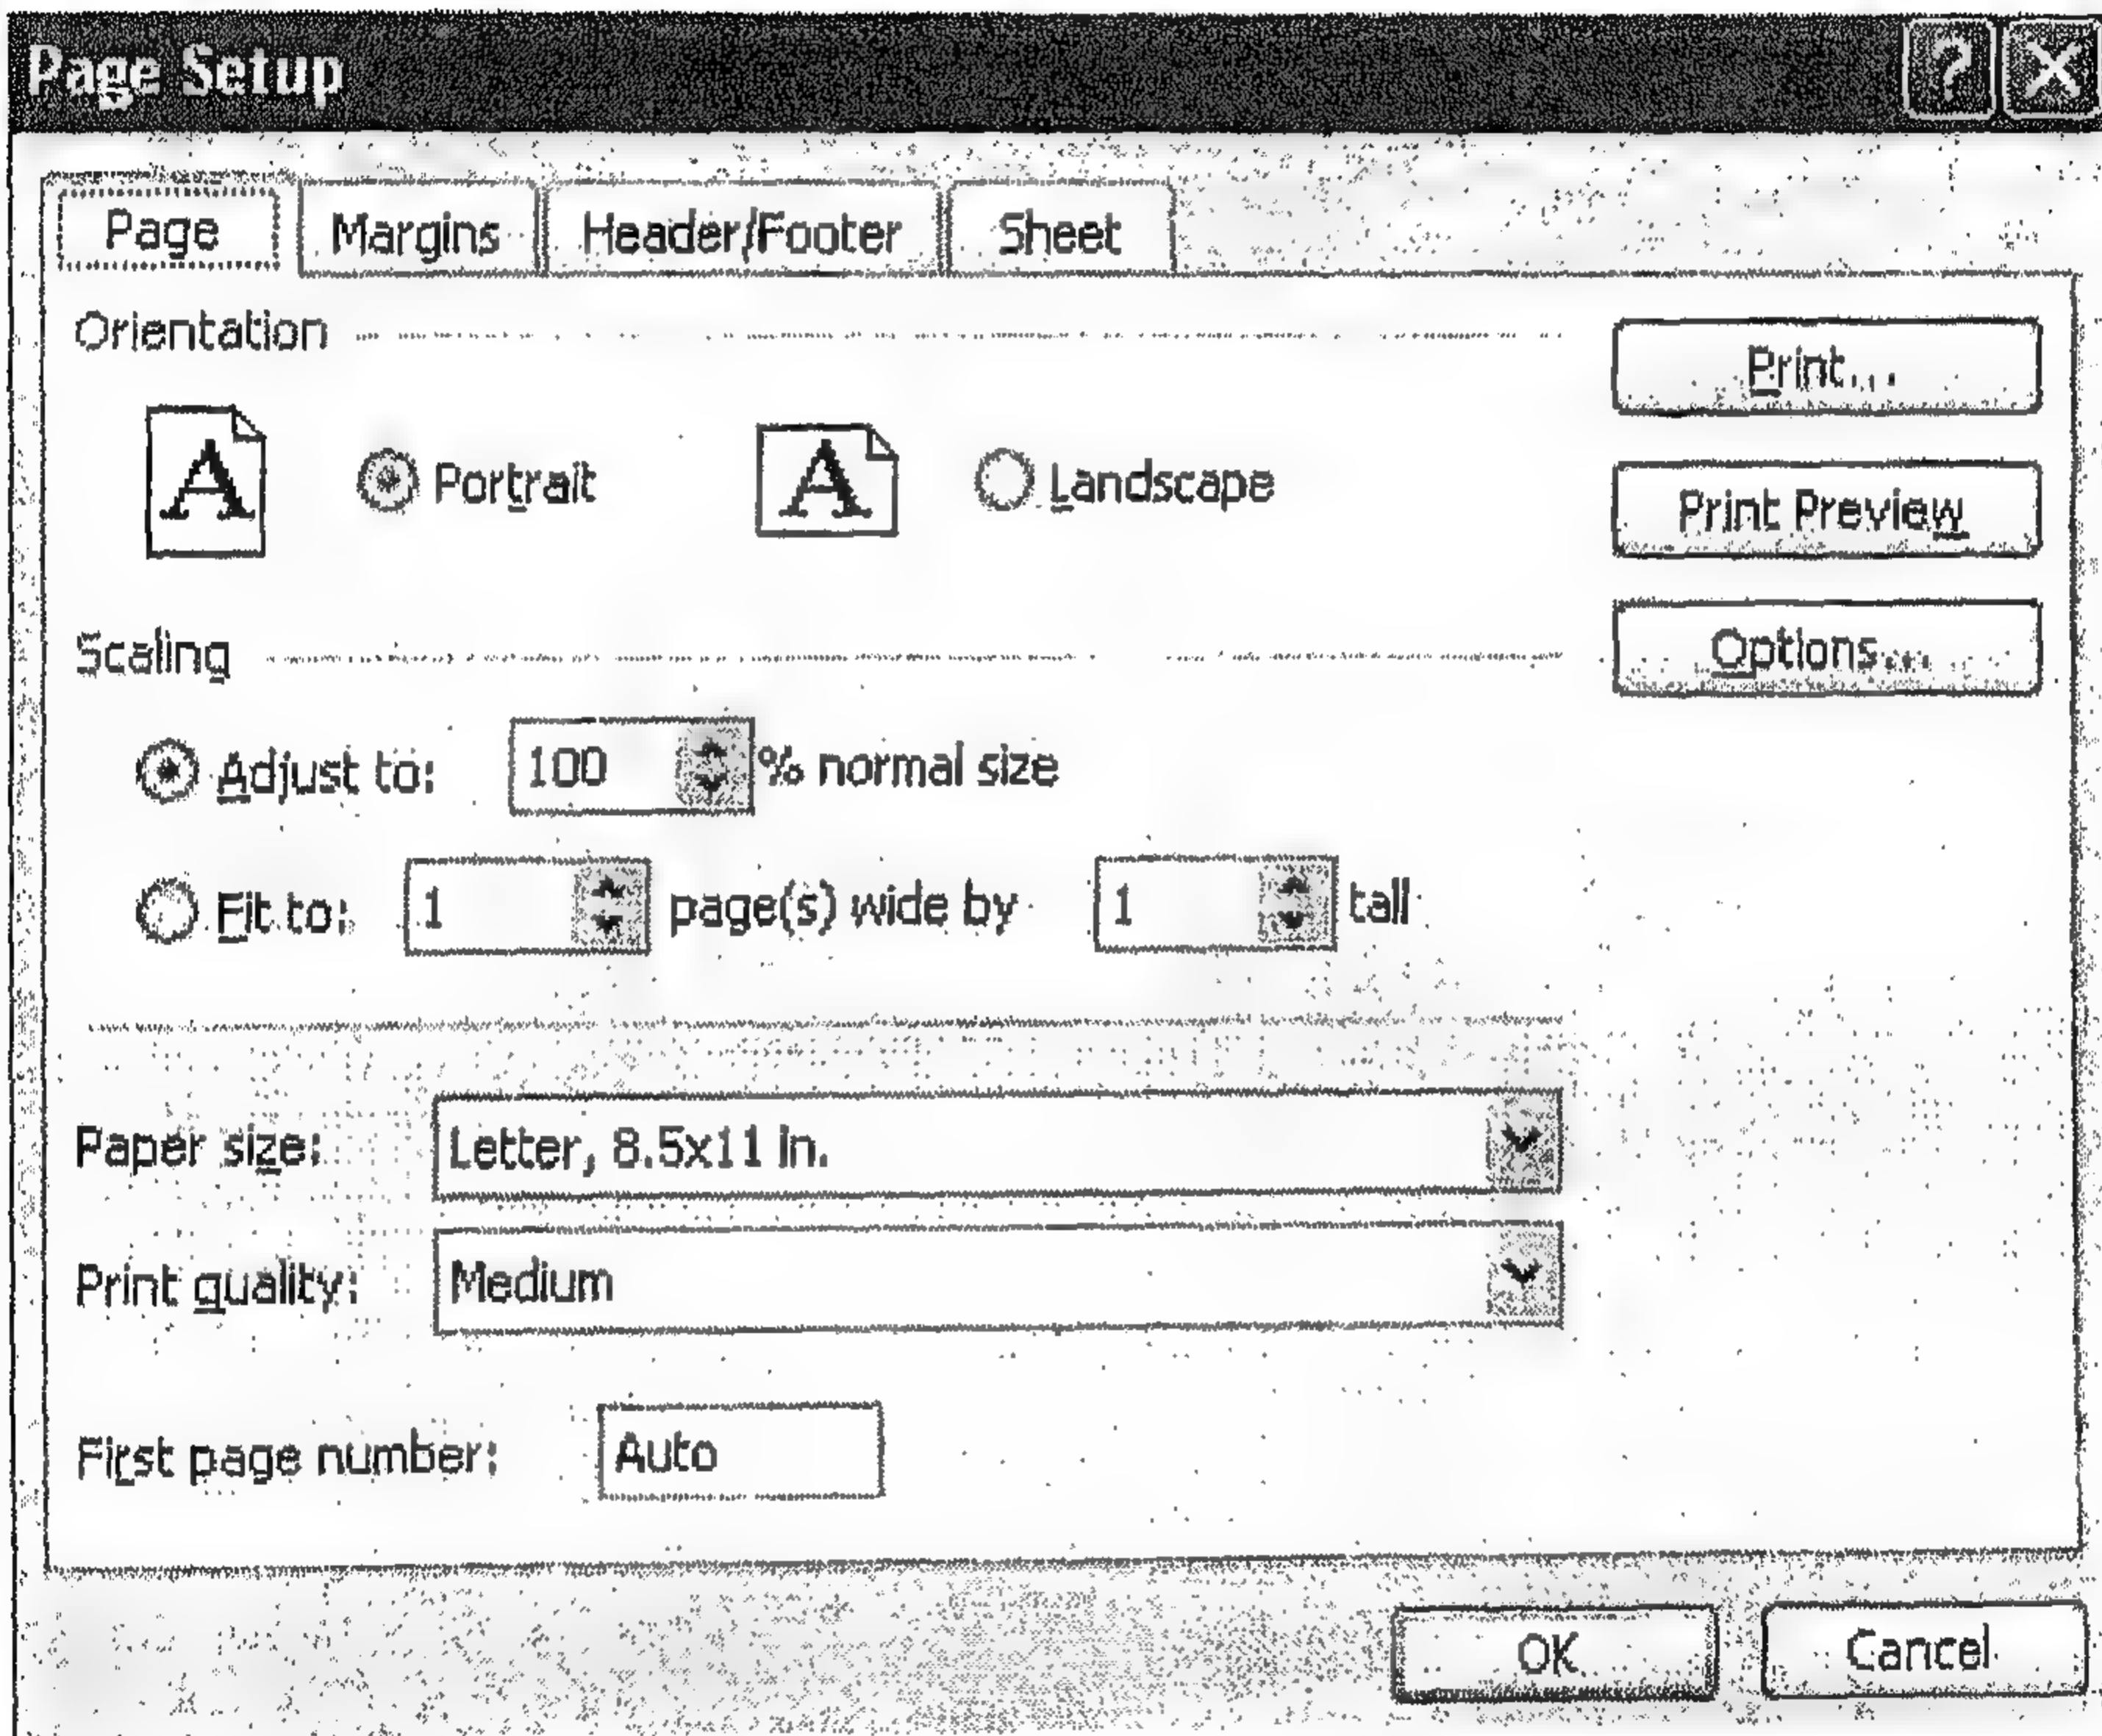 Page Setup
Page Margins Header/Footer Sheet
Orientation
Print...
A Portrait A Landscape
Print Preview
Scaling
Options...
Adjust to: 100 % normal size
Fit to: 1 page(s) wide by 1 tall
Paper size: Letter, 8.5x11 in.
Print quality: Medium
First page number: Auto
OK Cancel